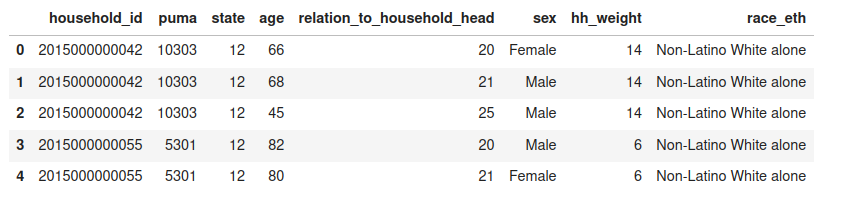 household_id puma state age relation_to_household_head sex hh_weight race_eth
0 2015000000042 10303 12 66 20 Female 14 Non-Latino White alone
1 2015000000042 10303 12 68 21 Male 14 Non-Latino White alone
2 2015000000042 10303 12 45 25 Male 14 Non-Latino White alone
3 2015000000055 5301 12 82 20 Male 6 Non-Latino White alone
4 2015000000055 5301 12 80 21 Female 6 Non-Latino White alone